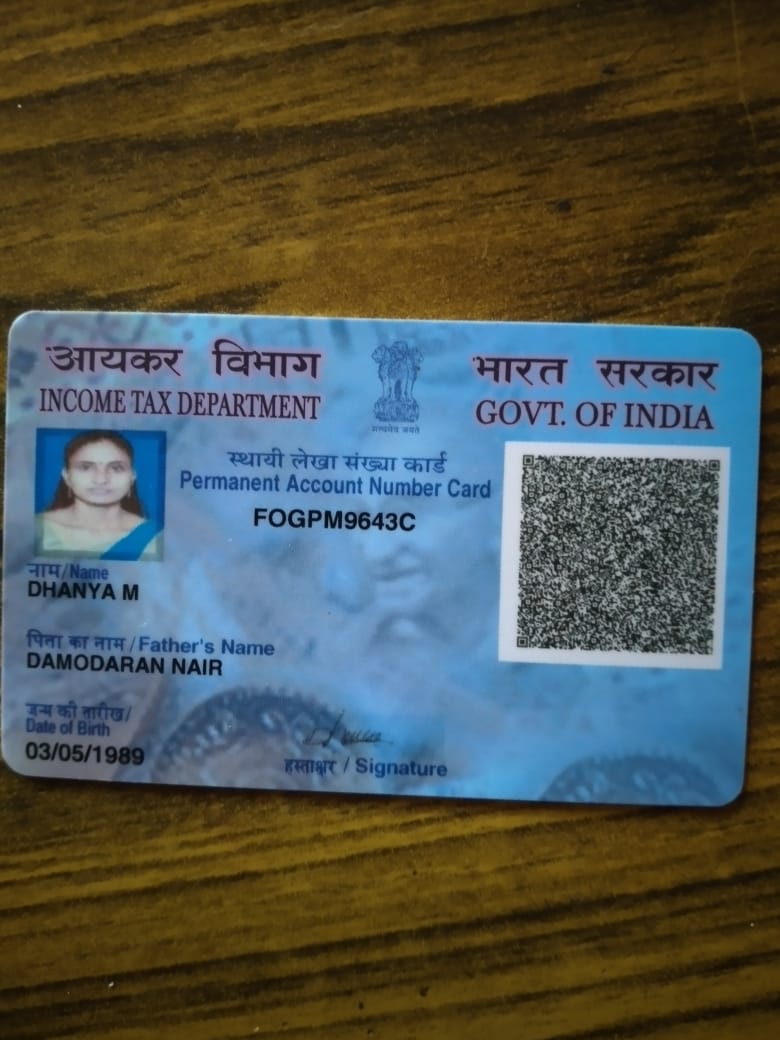 आयकर विभाग
INCOME TAX DEPARTMENT
भारत सरकार
GOVT. OF INDIA
सत्यमेव जयते
स्थायी लेखा संख्या कार्ड
Permanent Account Number Card
FOGPM9643C
नाम/Name
DHANYA M
पिता का नाम/Father's Name
DAMODARAN NAIR
जन्म की तारीख/
Date of Birth
03/05/1989
हस्ताक्षर / Signature